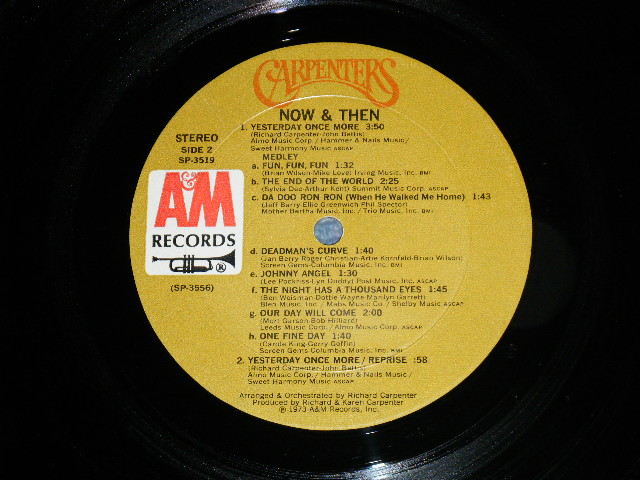 CARPENTERS
NOW & THEN
STEREO
SIDE 2
SP-3519
A&M
RECORDS
®
(SP-3556)
1. YESTERDAY ONCE MORE 3:50
(Richard Carpenter-John Bettis)
Almo Music Corp. / Hammer & Nails Music/
Sweet Harmony Music ASCAP
MEDLEY
a. FUN, FUN, FUN 1:32
(Brian Wilson-Mike Love) Irving Music, Inc. BMI
b. THE END OF THE WORLD 2:25
(Sylvia Dee-Arthur Kent) Summit Music Corp. ASCAP
c. DA DOO RON RON (When He Walked Me Home) 1:43
(Jeff Barry-Ellie Greenwich-Phil Spector)
Mother Bertha Music, Inc. / Trio Music, Inc. BMI
d. DEADMAN'S CURVE 1:40
(Jan Berry-Roger Christian-Artie Kornfeld-Brian Wilson)
Screen Gems-Columbia Music, Inc. BMI
e. JOHNNY ANGEL 1:30
(Lee Pockriss-Lyn Duddy) Post Music, Inc. ASCAP
f. THE NIGHT HAS A THOUSAND EYES 1:45
(Ben Weisman-Dottie Wayne-Marilyn Garrett)
Blen Music, Inc. / Mabs Music Co. / Shelby Music ASCAP
g. OUR DAY WILL COME 2:00
(Mort Garson-Bob Hilliard)
Leeds Music Corp. / Almo Music Corp. ASCAP
h. ONE FINE DAY 1:40
(Carole King-Gerry Goffin)
Screen Gems Columbia Music, Inc. BMI
2. YESTERDAY ONCE MORE / REPRISE :58
(Richard Carpenter-John Bettis)
Almo Music Corp. / Hammer & Nails Music/
Sweet Harmony Music ASCAP
Arranged & Orchestrated by Richard Carpenter
Produced by Richard & Karen Carpenter
℗ 1973 A&M Records, Inc.